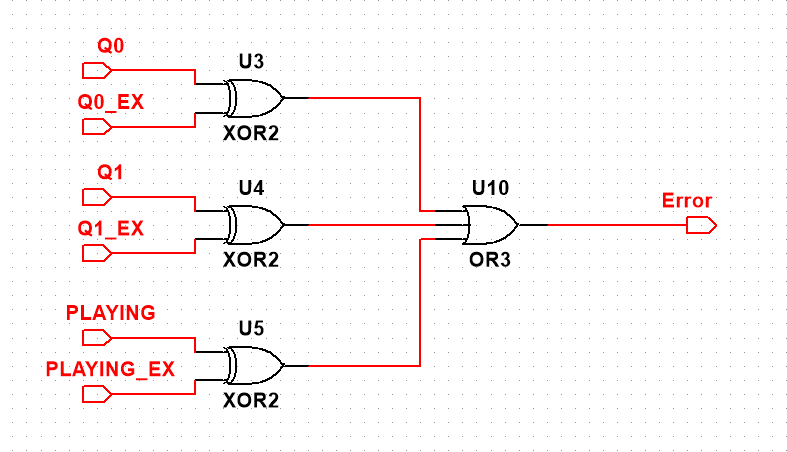 Q0
U3
Q0_EX
XOR2
Q1
U4
U10
Error
Q1_EX
XOR2
OR3
PLAYING
U5
PLAYING_EX
XOR2